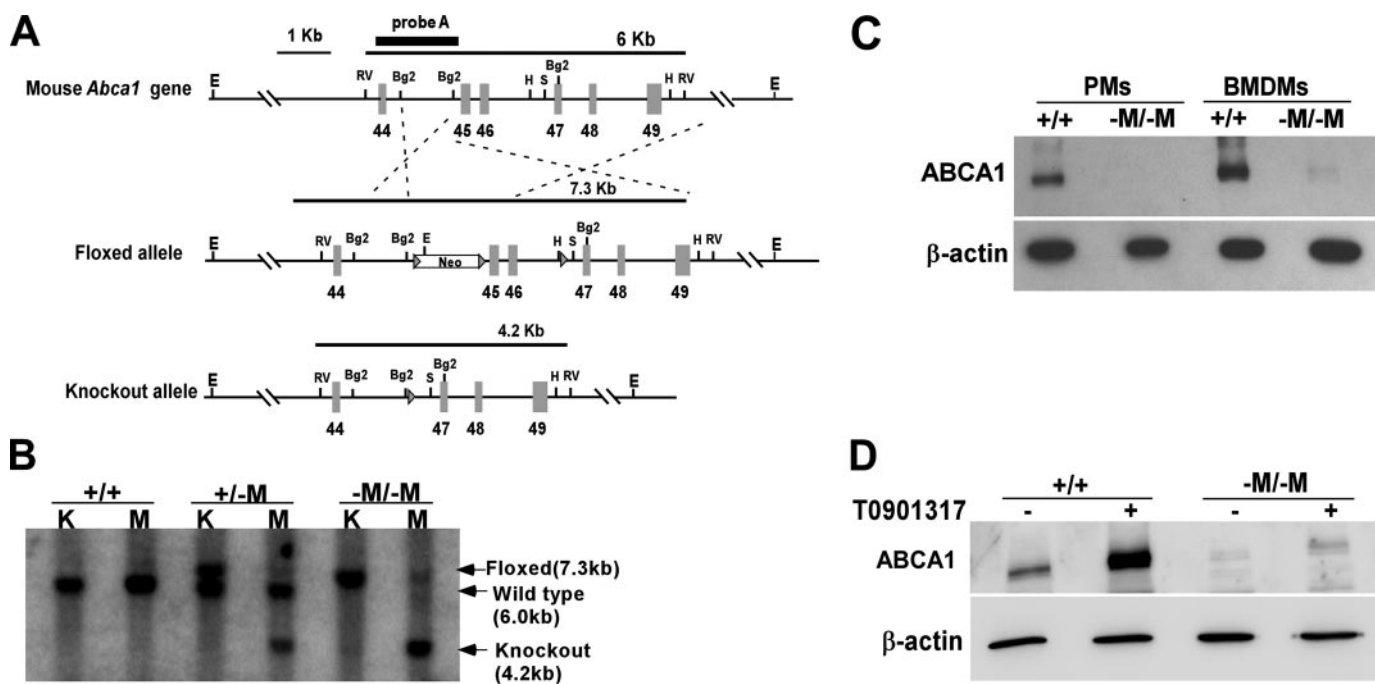 A
probe A
1 Kb
6 Kb
Mouse Abca1 gene
E RV Bg2 Bg2 H S Bg2 H RV E
44 45 46 47 48 49
7.3 Kb
Floxed allele
E RV Bg2 Bg2 E H S Bg2 H RV E
Neo
44 45 46 47 48 49
4.2 Kb
Knockout allele
E RV Bg2 Bg2 S Bg2 H RV E
44 47 48 49
B
+/+ +/-M -M/-M
K M K M K M
Floxed(7.3kb)
Wild type
(6.0kb)
Knockout
(4.2kb)
C
PMs BMDMs
+/+ -M/-M +/+ -M/-M
ABCA1
β-actin
D
+/+ -M/-M
T0901317 - + - +
ABCA1
β-actin